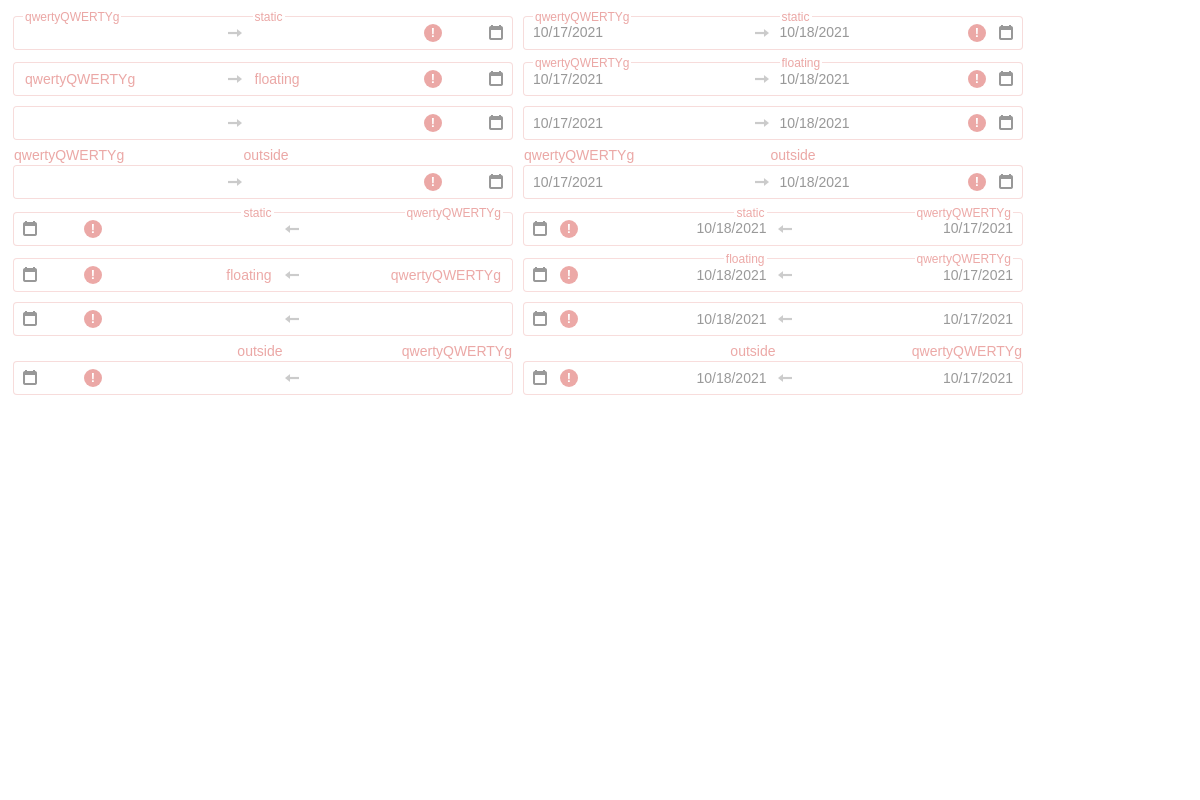 qwertyQWERTYg static qwertyQWERTYg static
! 10/17/2021 10/18/2021 !
qwertyQWERTYg floating
qwertyQWERTYg floating ! 10/17/2021 10/18/2021 !
! 10/17/2021 10/18/2021 !
qwertyQWERTYg outside qwertyQWERTYg outside
! 10/17/2021 10/18/2021 !
static qwertyQWERTYg static qwertyQWERTYg
! ! 10/18/2021 10/17/2021
floating qwertyQWERTYg
! floating qwertyQWERTYg ! 10/18/2021 10/17/2021
! ! 10/18/2021 10/17/2021
outside qwertyQWERTYg outside qwertyQWERTYg
! ! 10/18/2021 10/17/2021